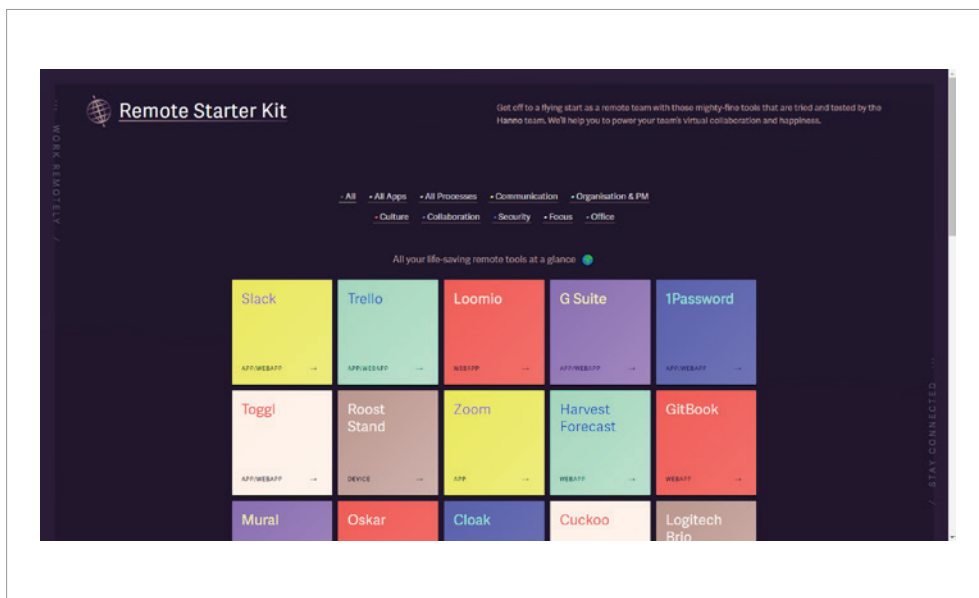 Remote Starter Kit
Get off to a flying start as a remote team with those mighty-fine tools that are tried and tested by the
Hanno team. We'll help you to power your team's virtual collaboration and happiness.
WORK REMOTELY /
All • All Apps • All Processes • Communication • Organisation & PM
• Culture • Collaboration • Security • Focus • Office
All your life-saving remote tools at a glance
Slack
APP/WEBAPP →
Trello
APP/WEBAPP →
Loomio
WEBAPP →
G Suite
APP/WEBAPP →
1Password
APP/WEBAPP →
Toggl
APP/WEBAPP →
Roost
Stand
DEVICE →
Zoom
APP →
Harvest
Forecast
WEBAPP →
GitBook
WEBAPP →
Mural
Oskar
Cloak
Cuckoo
Logitech
Brio
/ STAY CONNECTED